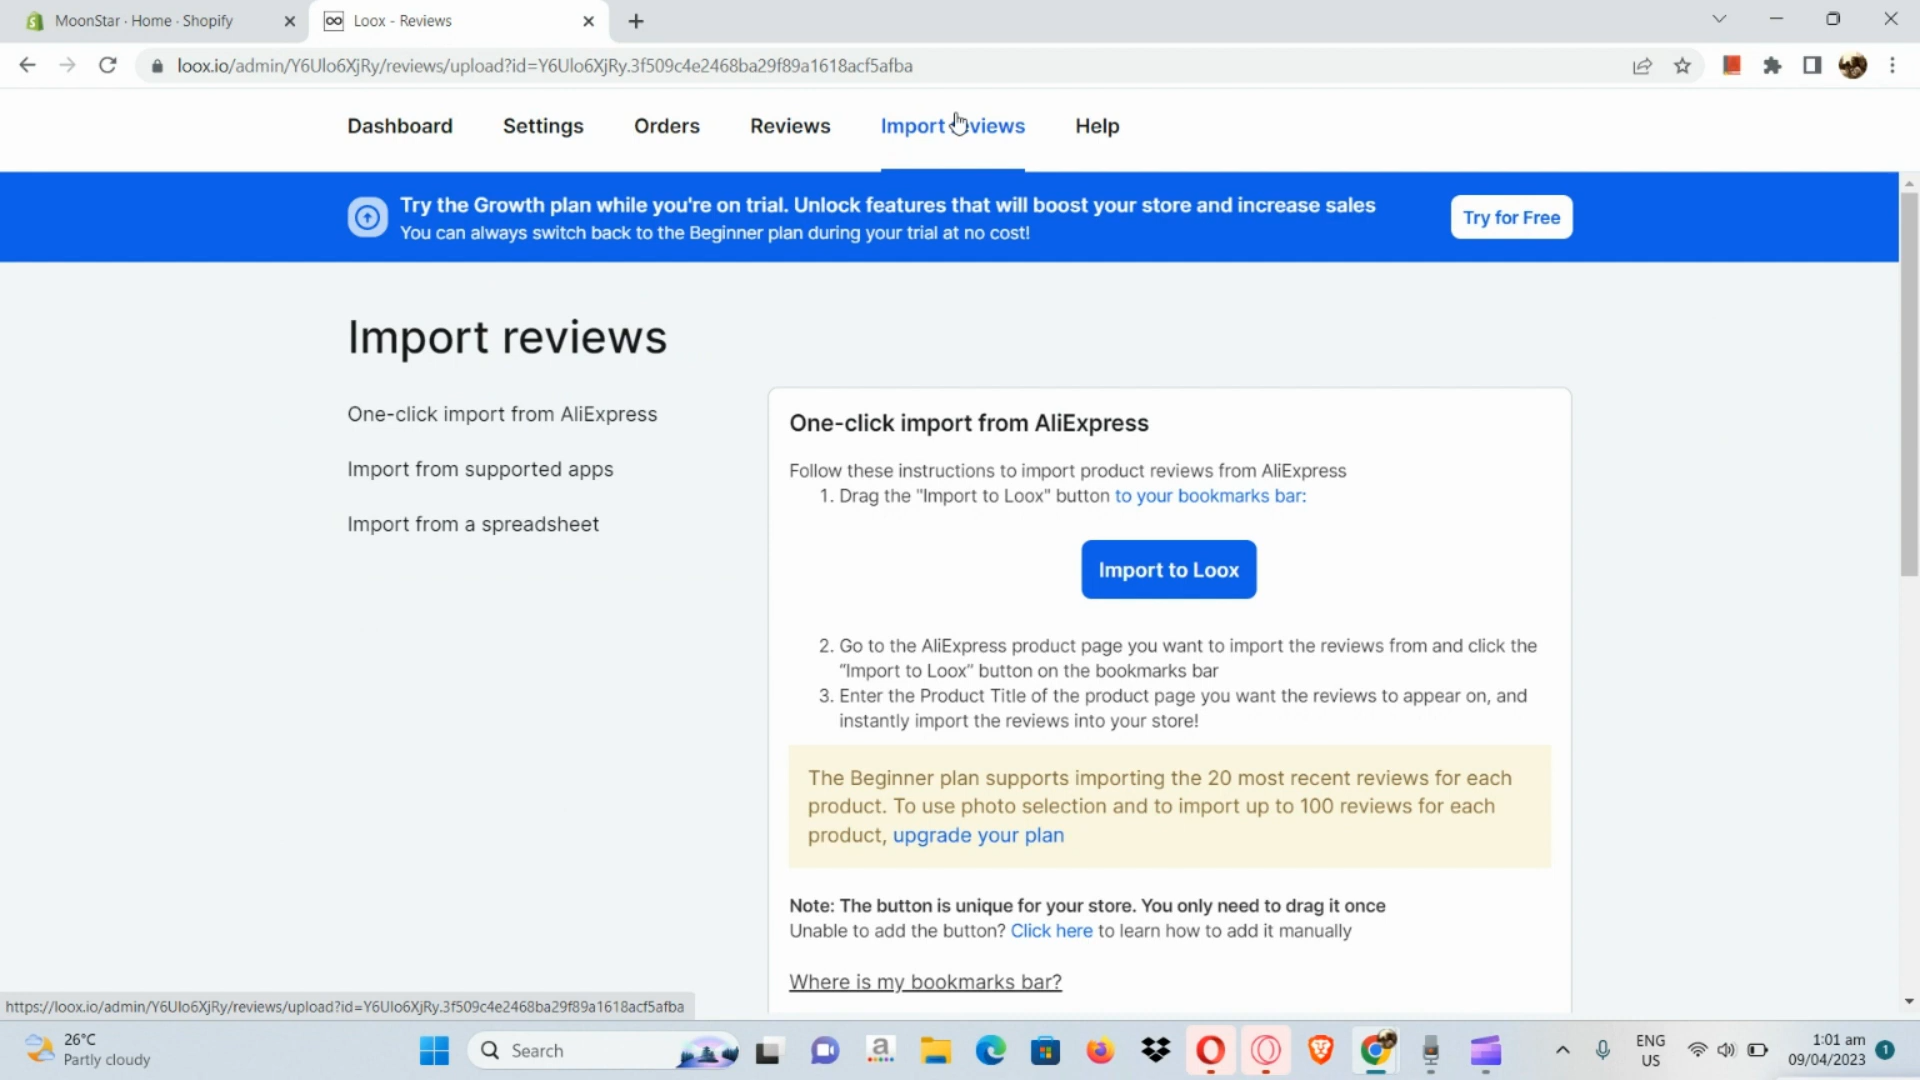 MoonStar · Home · Shopify
Loox - Reviews
loox.io/admin/Y6Ulo6XjRy/reviews/upload?id=Y6Ulo6XjRy.3f509c4e2468ba29f89a1618acf5afba
Dashboard Settings Orders Reviews Import views Help
Try the Growth plan while you're on trial. Unlock features that will boost your store and increase sales
You can always switch back to the Beginner plan during your trial at no cost!
Try for Free
Import reviews
One-click import from AliExpress
Import from supported apps
Import from a spreadsheet
One-click import from AliExpress
Follow these instructions to import product reviews from AliExpress
1. Drag the "Import to Loox" button to your bookmarks bar:
Import to Loox
2. Go to the AliExpress product page you want to import the reviews from and click the
“Import to Loox” button on the bookmarks bar
3. Enter the Product Title of the product page you want the reviews to appear on, and
instantly import the reviews into your store!
The Beginner plan supports importing the 20 most recent reviews for each
product. To use photo selection and to import up to 100 reviews for each
product, upgrade your plan
Note: The button is unique for your store. You only need to drag it once
Unable to add the button? Click here to learn how to add it manually
Where is my bookmarks bar?
https://loox.io/admin/Y6Ulo6XjRy/reviews/upload?id=Y6Ulo6XjRy.3f509c4e2468ba29f89a1618acf5afba
26°C
Partly cloudy
Search
ENG
US
1:01 am
09/04/2023
1